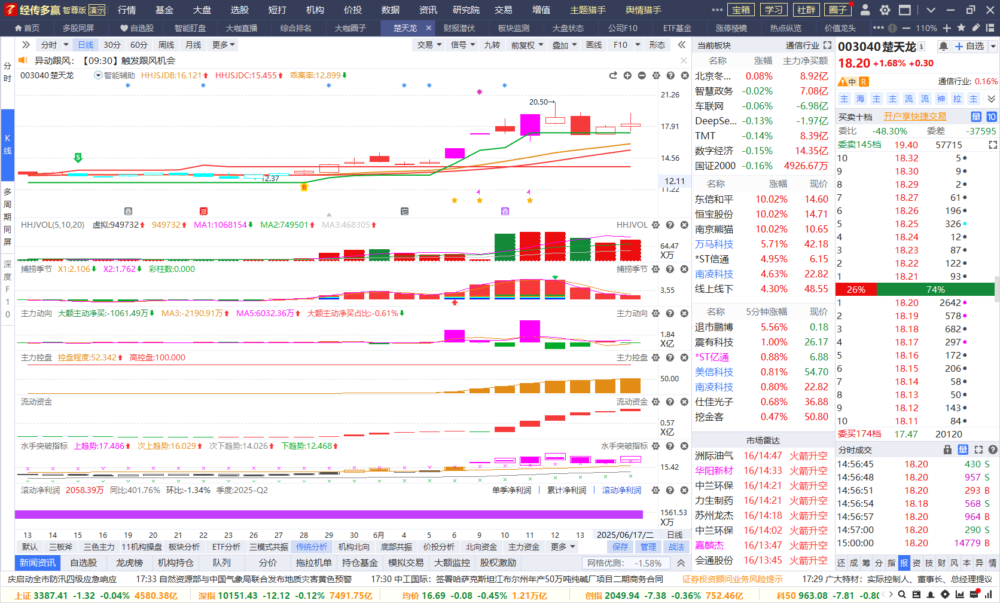 经传多赢 智尊版 演示 行情 基金 大盘 选股 短打 机构 价投 数据 资讯 研究院 交易 增值 主题猎手 舆情猎手 宝箱 学习 社群 圈子
首页 多股同屏 自选股 智能盯盘 大咖直播 综合排名 大咖圈子 楚天龙 财报潜伏 板块监测 大盘状态 公司F10 ETF基金 涨停棱镜 热点纵览 价值龙头 110%
分时 日线 30分 60分 周线 月线 更多 交易 信号 九转 前复权 叠加 画线 F10 形态
异动跟风: 【09:30】触发跟风机会
003040 楚天龙 智能辅助 HHJSJDB:16.121 HHJSJDC:15.455 乖离率:12.899
分时
K线
多周期同屏
深度F10
21.26
20.50
17.91
14.56
12.37
12.11
11.22
S
B
HHJVOL(5,10,20) 虚拟:949732 949732 MA1:1068154 MA2:749501 MA3:468305 HHJVOL
64.47
X万
捕捞季节 X1:2.106 X2:1.762 彩柱数:0.000 捕捞季节
3.55
主力动向 大额主动净买:-1061.49万 MA3:-2190.91万 MA5:6032.36万 大额主动净买占比:-0.61% 主力动向
1.84
X亿
主力控盘 控盘程度:52.342 高控盘:100.000 主力控盘
50.00
流动资金 流动资金
0.57
X亿
水手突破指标 上趋势:17.486 次上趋势:16.029 次下趋势:14.026 下趋势:12.468 水手突破指标
15.42
滚动净利润 2058.39万 同比:401.76% 环比:-1.34% 季度:2025-Q2 单季净利润 累计净利润 滚动净利润
1561.53
X万
13 14 15 16 19 20 21 22 23 26 27 28 29 30 6月 4 5 6 9 10 11 12 13 2025/06/17/二 日线
默认 三板斧 三色主力 11机构操盘 板块分析 ETF分析 三模式共振 传统分析 机构北向 底部共振 价投分析 北向资金 主力资金 更多 保存 管理 战法
新闻资讯 自选股 龙虎榜 机构持仓 队列 分价 拖拉机单 持仓基金 模拟交易 大额监控 股权激励 网格优测: -1.58%
当前板块 通信行业
名称 涨幅 主力净买额
北京冬... 0.08% 8.92亿
智慧政务 -0.02% 7.08亿
车联网 -0.06% -6.98亿
DeepSe... -0.13% -1.97亿
TMT -0.14% 8.39亿
数字经济 -0.15% 14.35亿
国证2000 -0.16% 4926.67万
名称 涨幅 现价
东信和平 10.02% 14.60
恒宝股份 10.02% 14.71
南京熊猫 10.02% 10.65
万马科技 5.71% 42.18
*ST信通 4.95% 6.15
南凌科技 4.63% 22.82
线上线下 4.30% 48.55
名称 5分钟涨幅 现价
退市鹏博 5.56% 0.18
震有科技 1.00% 26.17
*ST亿通 0.88% 6.88
美信科技 0.81% 54.70
南凌科技 0.80% 22.82
仕佳光子 0.68% 36.88
挖金客 0.47% 50.80
市场雷达
洲际油气 16/14:47 火箭升空
华阳新材 16/14:33 火箭升空
中兰环保 16/14:21 火箭升空
力生制药 16/14:21 火箭升空
苏州龙杰 16/14:18 火箭升空
中兰环保 16/14:02 火箭升空
嘉麟杰 16/13:47 火箭升空
会通股份 16/13:45 火箭升空
003040 楚天龙 自选
18.20 +1.68% +0.30
中 R 通信行业: 0.16%
主 海 主 主 流 流 神 拉 主
买卖十档 开户享快捷交易 量 10
委比 -48.30% 委差 -37595
委卖145档 19.40 57715
10 18.32 5
9 18.30 9
8 18.29 2
7 18.27 61
6 18.26 196
5 18.25 326
4 18.24 12
3 18.23 87
2 18.22 122
1 18.21 93
26% 74%
1 18.20 2642
2 18.19 578
3 18.18 682
4 18.17 297
5 18.16 172
6 18.15 206
7 18.14 58
8 18.13 50
9 18.12 143
10 18.11 84
委买174档 17.47 20120
分时成交 量
14:56:45 18.20 430 S
14:56:48 18.20 957 S
14:56:51 18.20 293 B
14:56:54 18.18 568 S
14:56:57 18.20 964 B
14:57:00 18.20 290 S
15:00:00 18.20 14779 B
还 成 筹 分 指 报 资 技 财 风 本 异 情
庆启动全市防汛四级应急响应 17:33 自然资源部与中国气象局联合发布地质灾害黄色预警 17:30 中工国际: 签署哈萨克斯坦江布尔州年产50万吨纯碱厂项目二期商务合同 证券投资顾问业务风险提示 17:29 广大特材: 实际控制人、董事长、总经理提议
上证 3387.41 -1.32 -0.04% 4580.38亿 深指 10151.43 -12.12 -0.12% 7491.75亿 均价 16.69 -0.08 -0.45% 1.21万亿 创指 2049.94 -7.38 -0.36% 752.46亿 科50 963.08 -7.81 -0.80